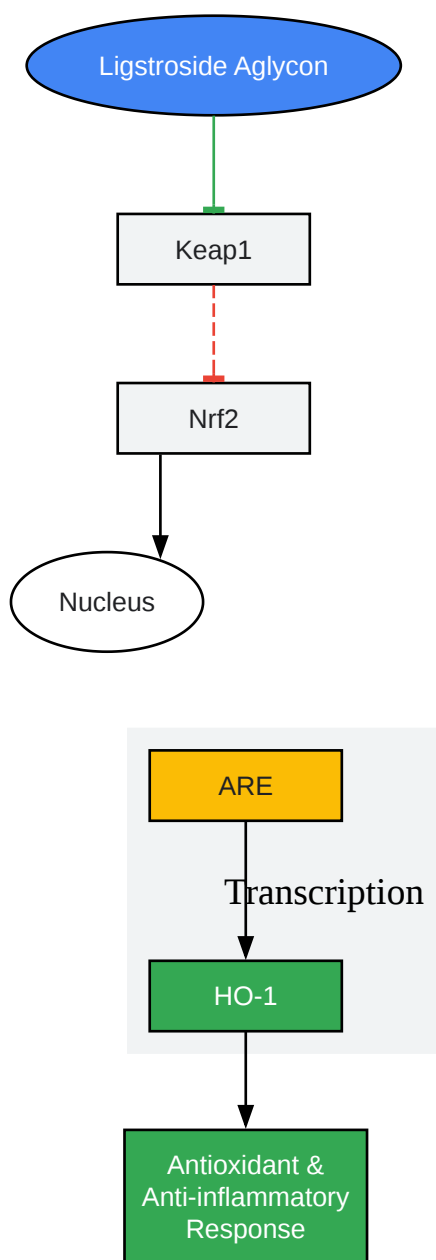 Ligstroside Aglycon
Keap1
Nrf2
Nucleus
ARE
Transcription
HO-1
Antioxidant &
Anti-inflammatory
Response